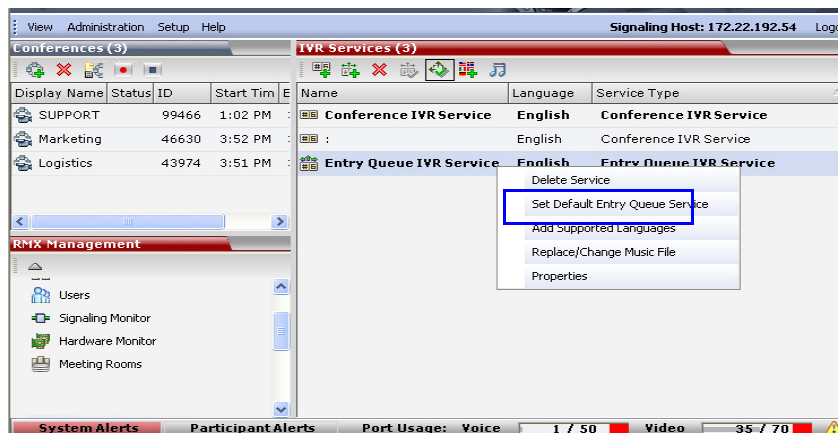 View Administration Setup Help Signaling Host: 172.22.192.54 Logo
Conferences (3)
Display Name Status ID Start Tim E
SUPPORT 99466 1:02 PM
Marketing 46630 3:52 PM
Logistics 43974 3:51 PM
IVR Services (3)
Name Language Service Type
Conference IVR Service English Conference IVR Service
: English Conference IVR Service
Entry Queue IVR Service English Entry Queue IVR Service
Delete Service
Set Default Entry Queue Service
Add Supported Languages
Replace/Change Music File
Properties
RMX Management
Users
Signaling Monitor
Hardware Monitor
Meeting Rooms
System Alerts Participant Alerts Port Usage: Voice 1 / 50 Video 35 / 70